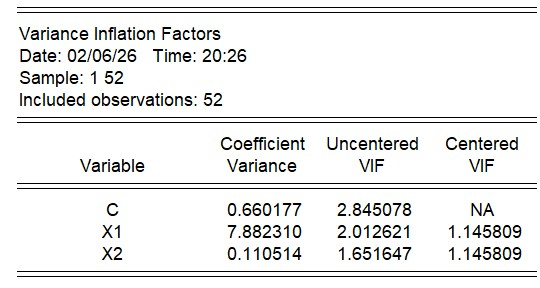 Variance Inflation Factors
Date: 02/06/26 Time: 20:26
Sample: 1 52
Included observations: 52
Coefficient Uncentered Centered
Variable Variance VIF VIF
C 0.660177 2.845078 NA
X1 7.882310 2.012621 1.145809
X2 0.110514 1.651647 1.145809